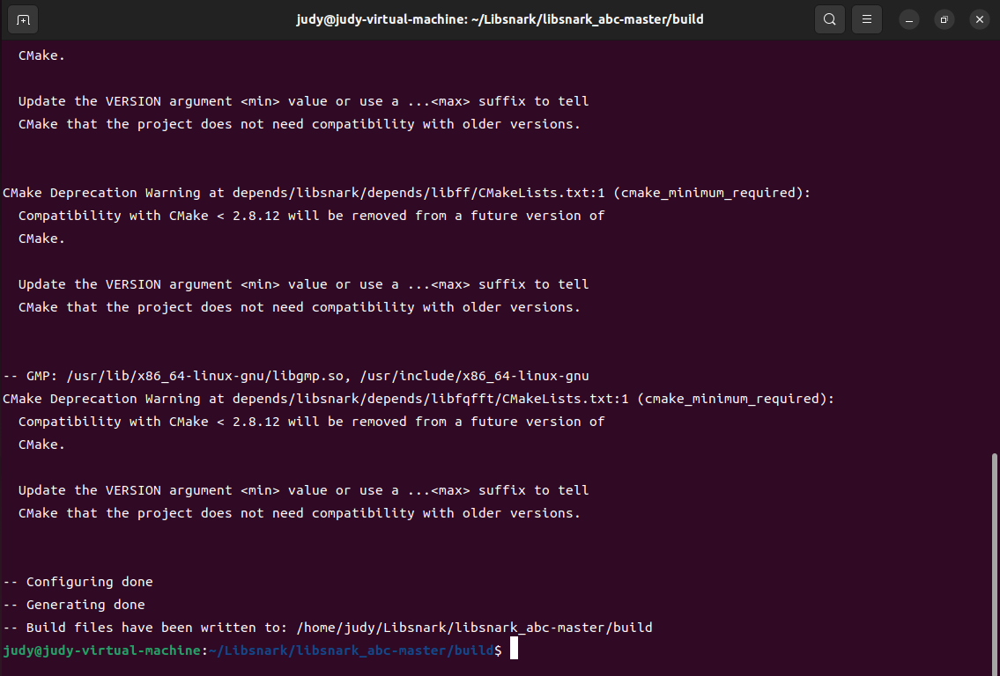 judy@judy-virtual-machine: ~/Libsnark/libsnark_abc-master/build
CMake.
Update the VERSION argument <min> value or use a ...<max> suffix to tell
CMake that the project does not need compatibility with older versions.
CMake Deprecation Warning at depends/libsnark/depends/libff/CMakeLists.txt:1 (cmake_minimum_required):
Compatibility with CMake < 2.8.12 will be removed from a future version of
CMake.
Update the VERSION argument <min> value or use a ...<max> suffix to tell
CMake that the project does not need compatibility with older versions.
-- GMP: /usr/lib/x86_64-linux-gnu/libgmp.so, /usr/include/x86_64-linux-gnu
CMake Deprecation Warning at depends/libsnark/depends/libfqfft/CMakeLists.txt:1 (cmake_minimum_required):
Compatibility with CMake < 2.8.12 will be removed from a future version of
CMake.
Update the VERSION argument <min> value or use a ...<max> suffix to tell
CMake that the project does not need compatibility with older versions.
-- Configuring done
-- Generating done
-- Build files have been written to: /home/judy/Libsnark/libsnark_abc-master/build
judy@judy-virtual-machine:~/Libsnark/libsnark_abc-master/build$